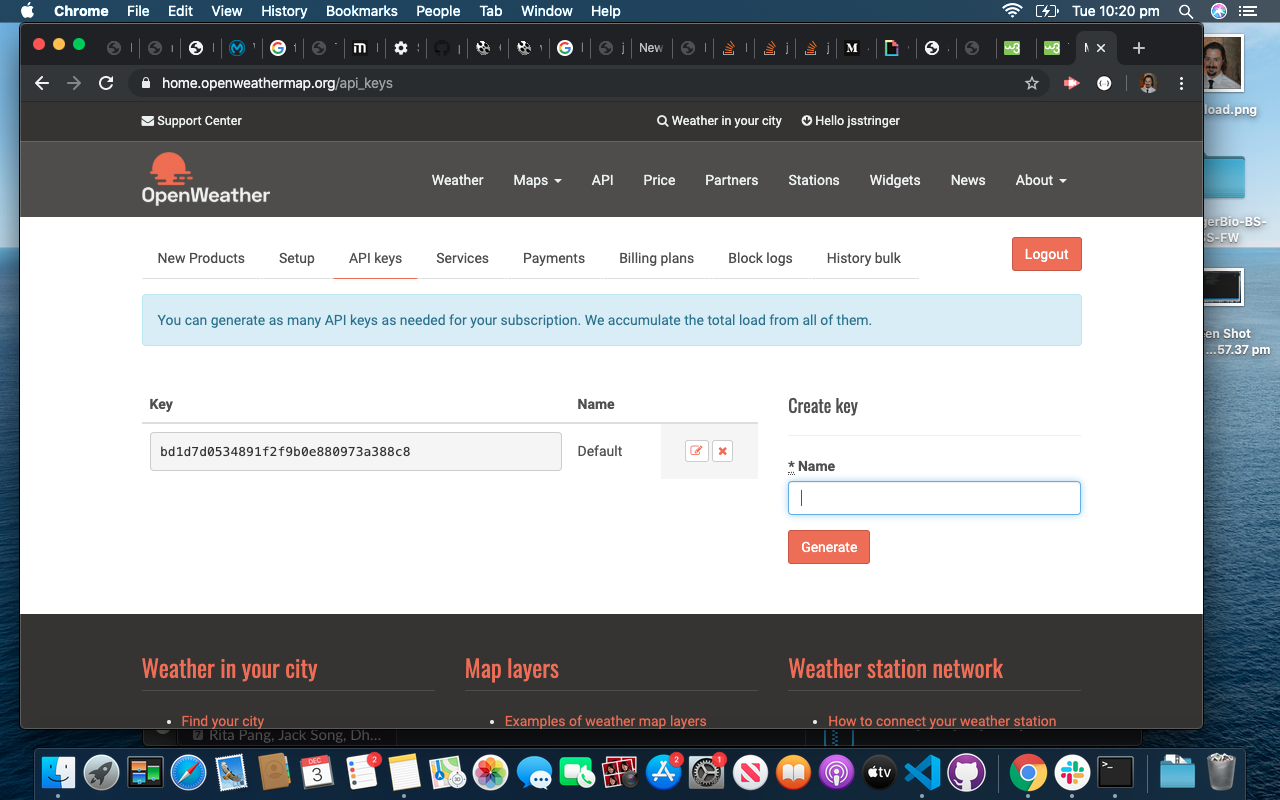 Chrome File Edit View History Bookmarks People Tab Window Help Tue 10:20 pm
New
home.openweathermap.org/api_keys
load.png
Support Center Weather in your city Hello jsstringer
OpenWeather Weather Maps API Price Partners Stations Widgets News About
gerBio-BS-
SS-FW
New Products Setup API keys Services Payments Billing plans Block logs History bulk Logout
You can generate as many API keys as needed for your subscription. We accumulate the total load from all of them.
en Shot
...57.37 pm
Key Name Create key
bd1d7d0534891f2f9b0e880973a388c8 Default
* Name
Generate
Weather in your city Map layers Weather station network
Find your city Examples of weather map layers How to connect your weather station
Rita Pang, Jack Song, Dh...
DEC
3
2
2
1
tv